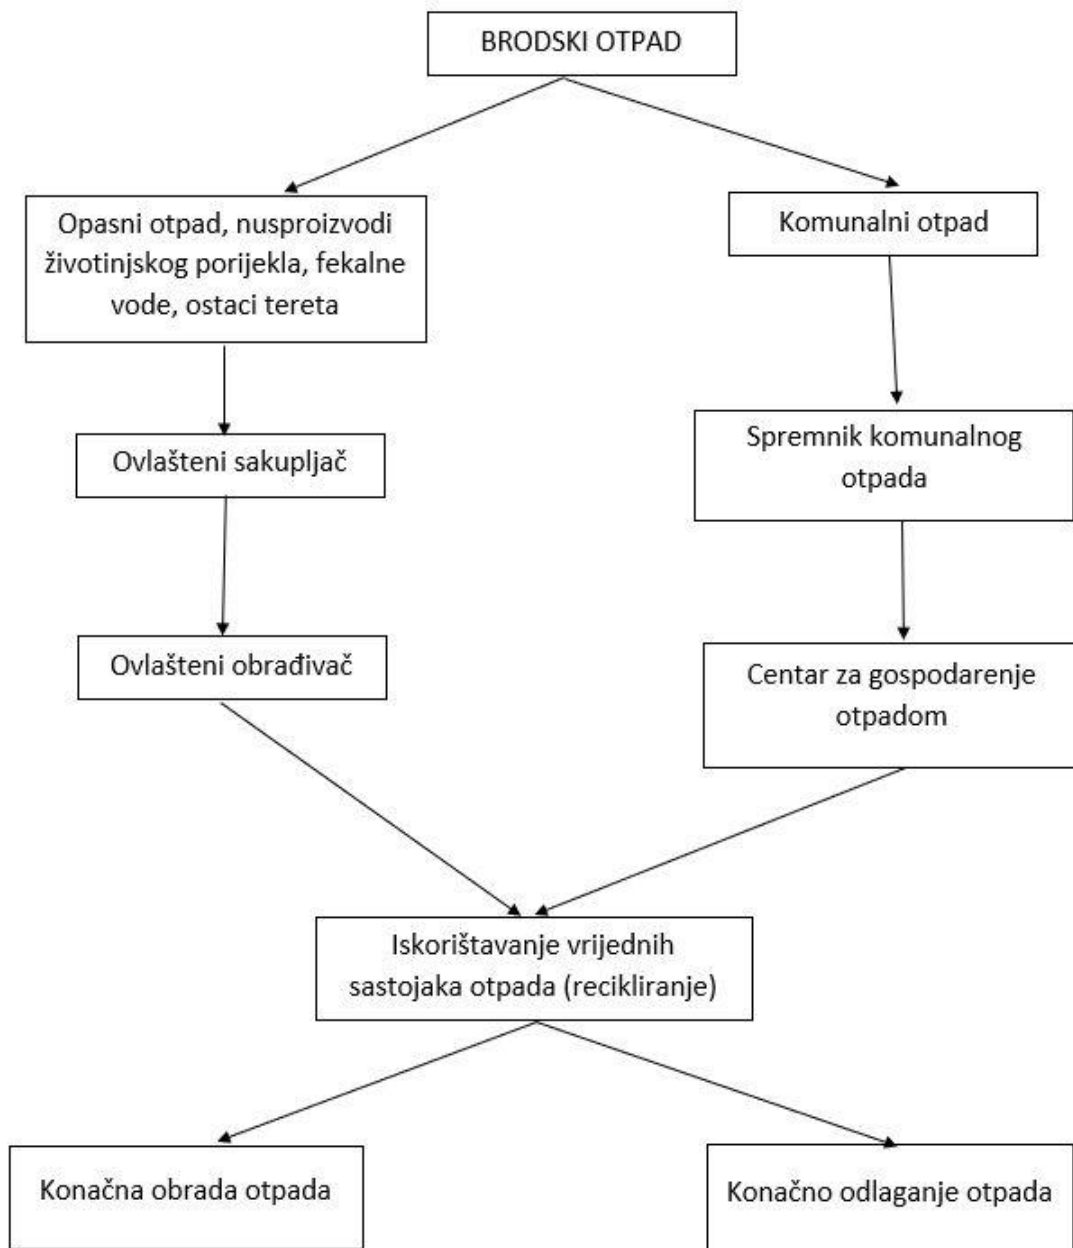 BRODSKI OTPAD
Opasni otpad, nusproizvodi
životinjskog porijekla, fekalne
vode, ostaci tereta
Komunalni otpad
Ovlašteni sakupljač
Spremnik komunalnog
otpada
Ovlašteni obrađivač
Centar za gospodarenje
otpadom
Iskorištavanje vrijednih
sastojaka otpada (recikliranje)
Konačna obrada otpada
Konačno odlaganje otpada